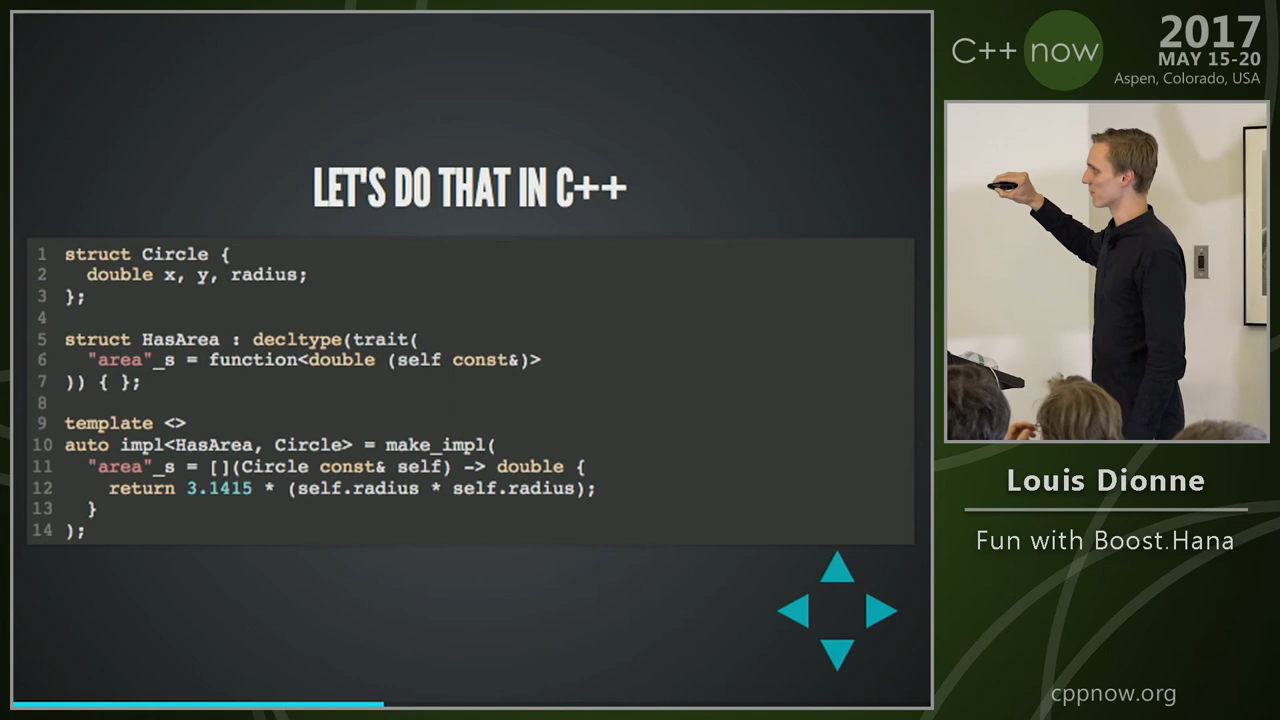 LET'S DO THAT IN C++
1 struct Circle {
2   double x, y, radius;
3 };
4
5 struct HasArea : decltype(trait(
6   "area"_s = function<double (self const&)>
7 )) { };
8
9 template <>
10 auto impl<HasArea, Circle> = make_impl(
11   "area"_s = [](Circle const& self) -> double {
12     return 3.1415 * (self.radius * self.radius);
13   }
14 );
C++ now
2017
MAY 15-20
Aspen, Colorado, USA
Louis Dionne
Fun with Boost.Hana
cppnow.org